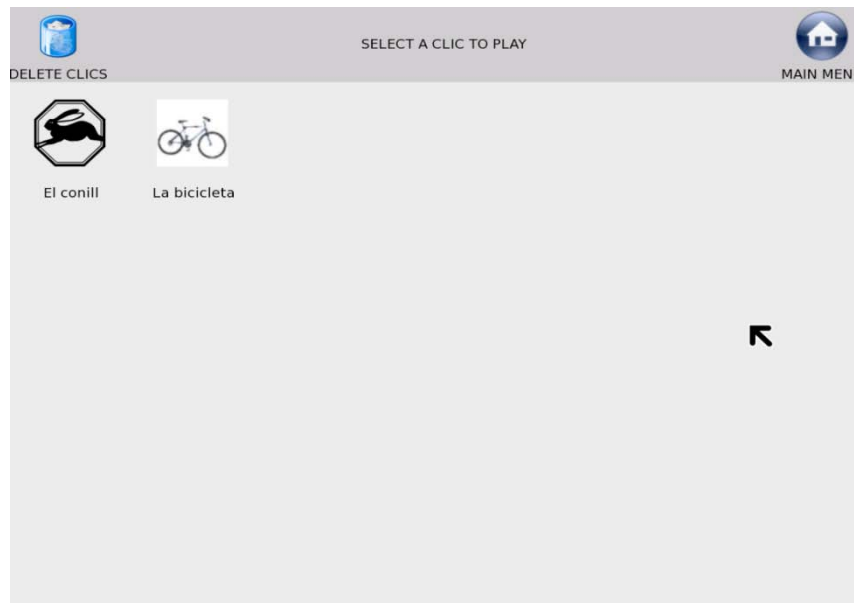 SELECT A CLIC TO PLAY
DELETE CLICS
MAIN MEN
El conill
La bicicleta